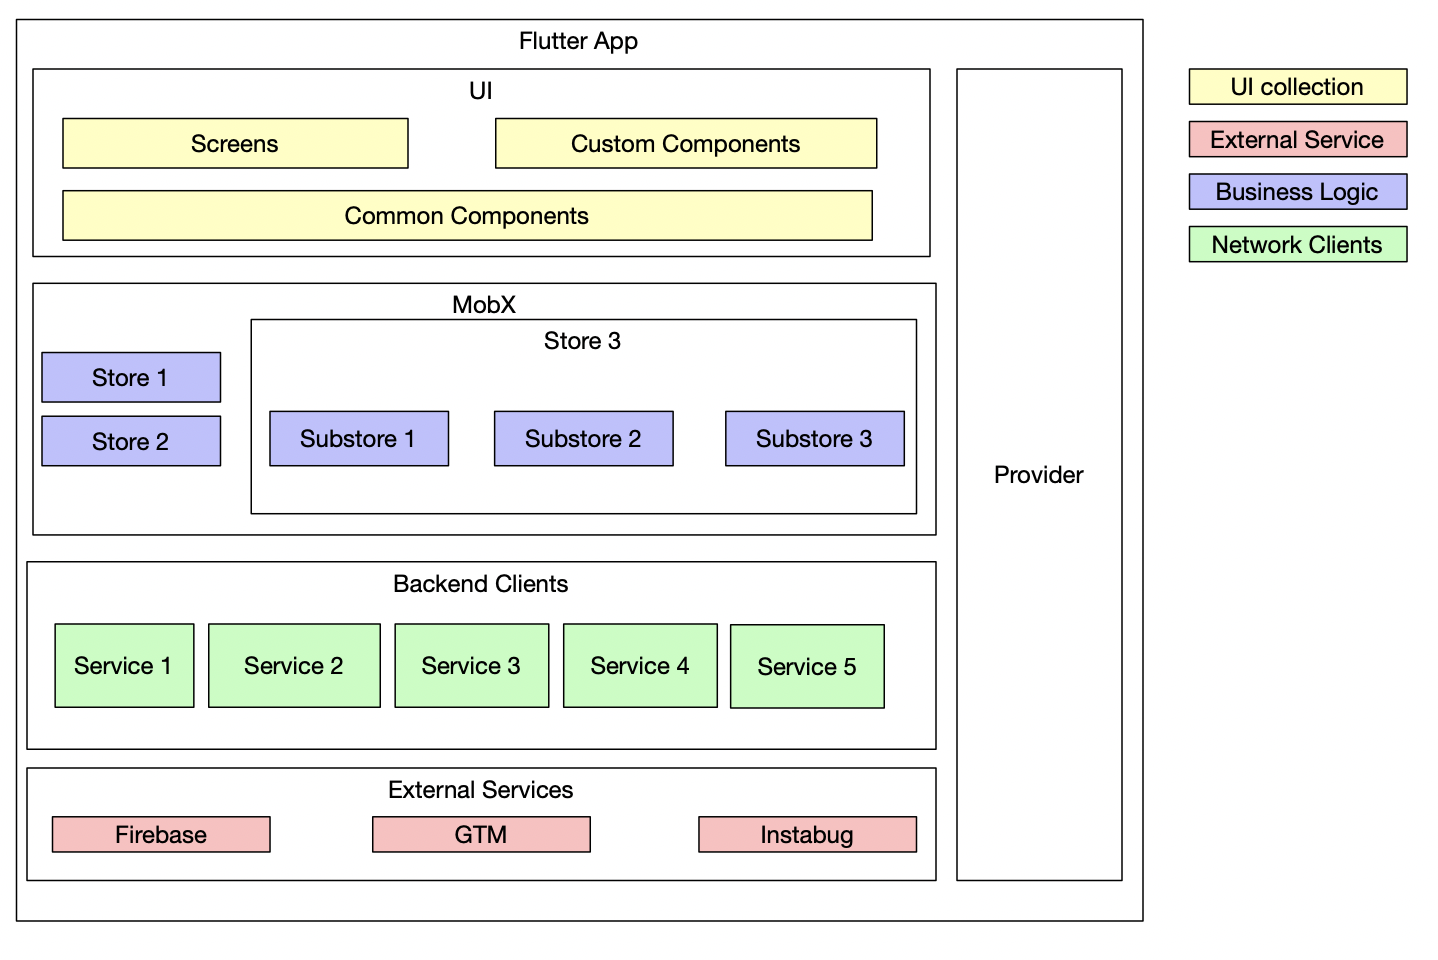 Flutter App
UI
Screens
Custom Components
Common Components
MobX
Store 3
Store 1
Store 2
Substore 1
Substore 2
Substore 3
Backend Clients
Service 1
Service 2
Service 3
Service 4
Service 5
External Services
Firebase
GTM
Instabug
Provider
UI collection
External Service
Business Logic
Network Clients